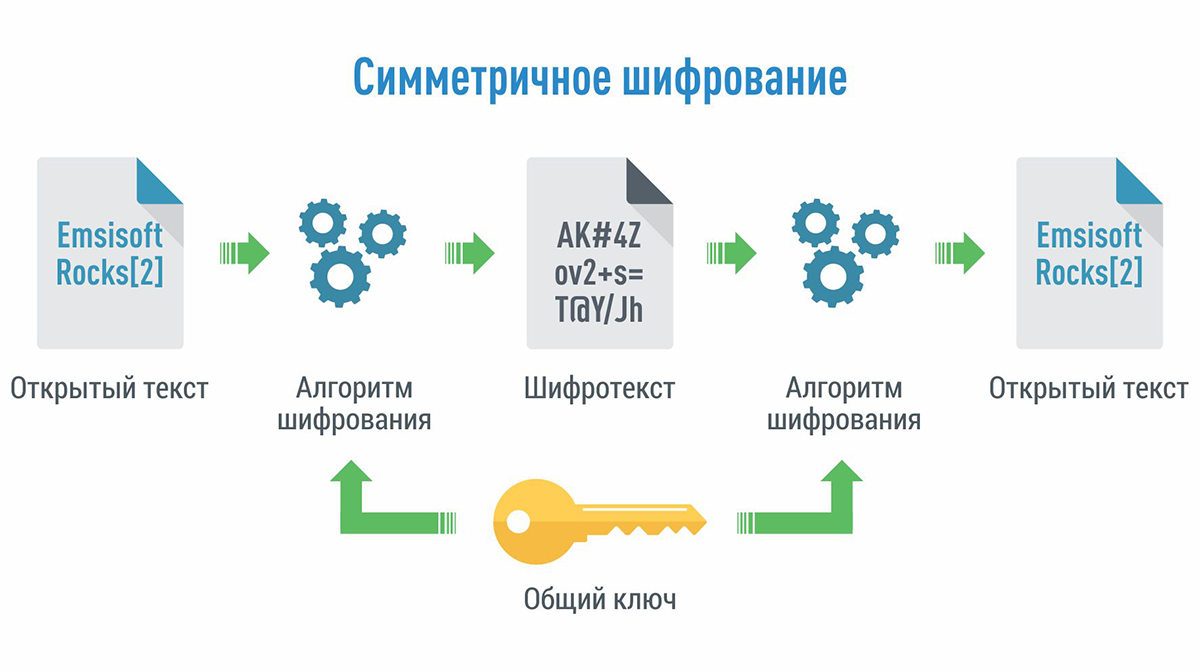 Симметричное шифрование
Emsisoft
Rocks[2]
AK#4Z
ov2+s=
T@Y/Jh
Emsisoft
Rocks[2]
Открытый текст
Алгоритм
шифрования
Шифротекст
Алгоритм
шифрования
Открытый текст
Общий ключ